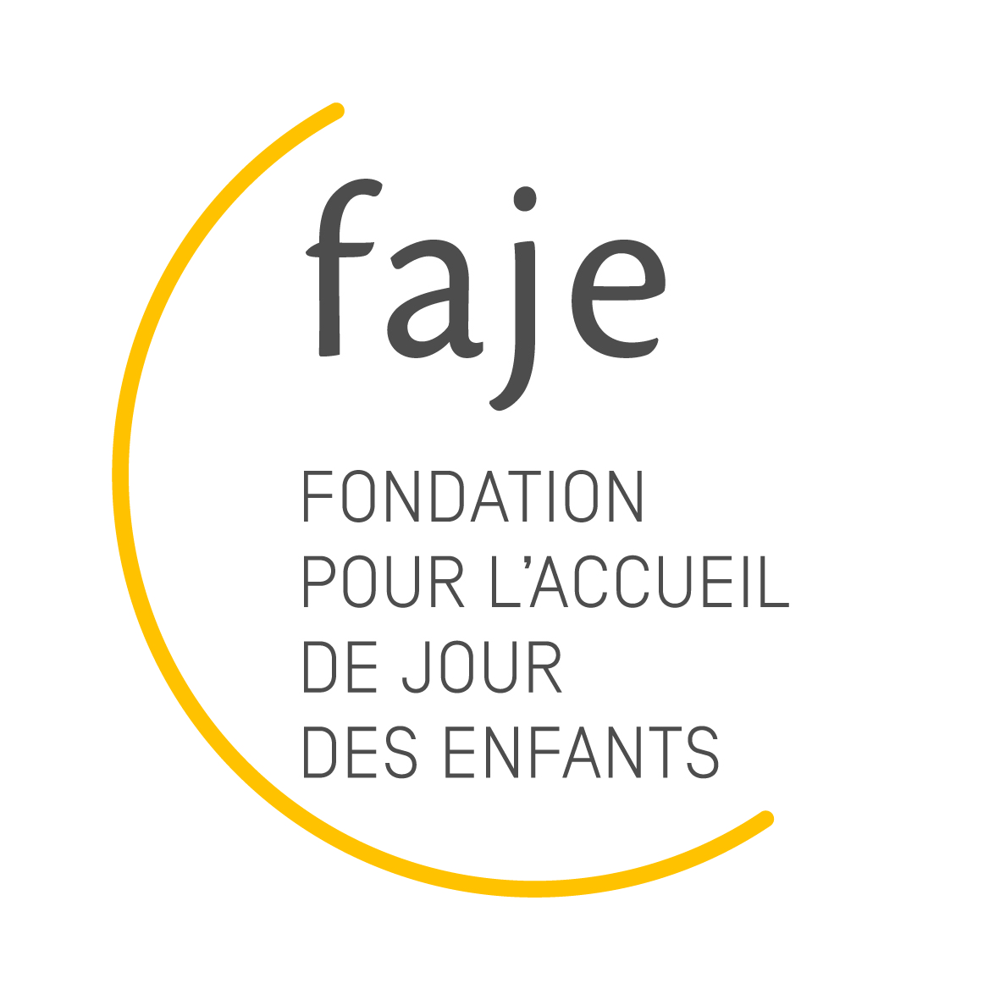 faje
FONDATION
POUR L’ACCUEIL
DE JOUR
DES ENFANTS